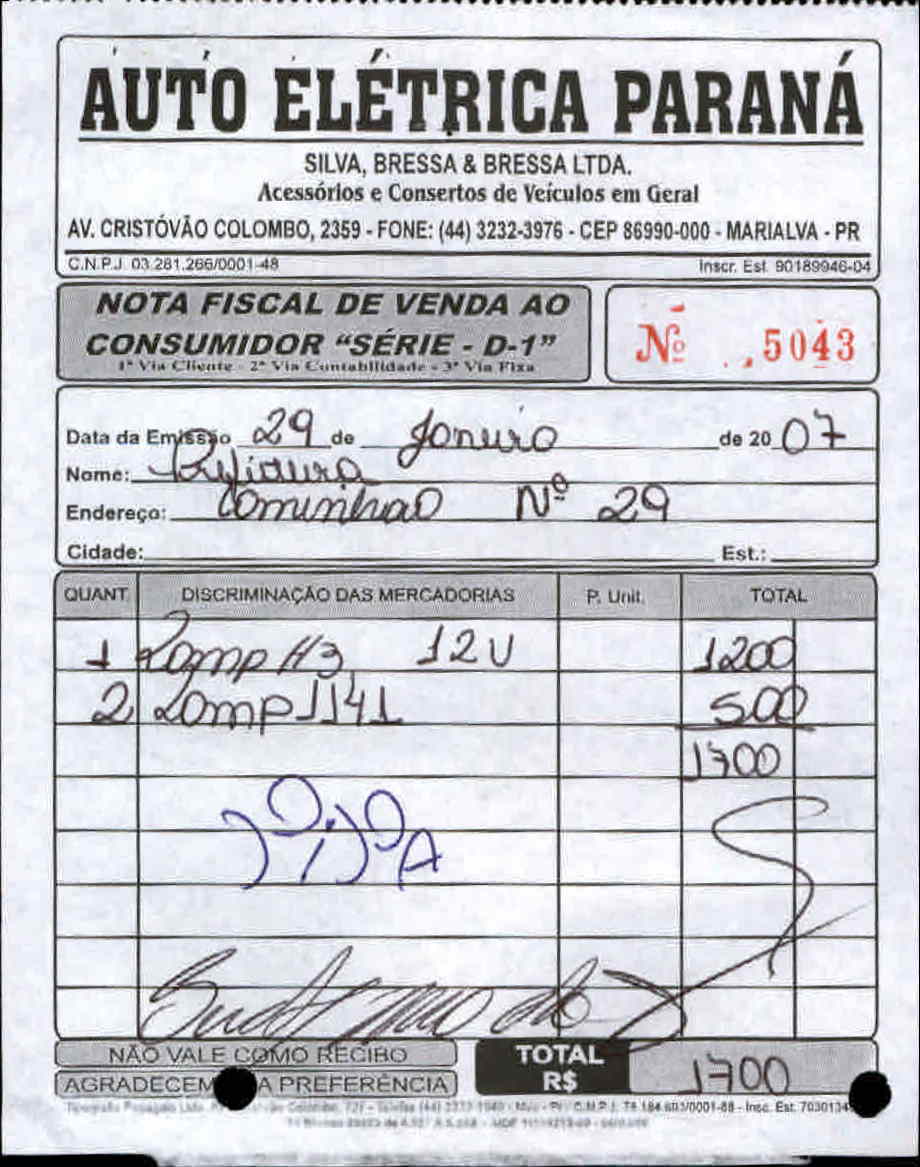 AUTO ELÉTRICA PARANÁ
SILVA, BRESSA & BRESSA LTDA.
Acessórios e Consertos de Veículos em Geral
AV. CRISTÓVÃO COLOMBO, 2359 - FONE: (44) 3232-3976 - CEP 86990-000 - MARIALVA - PR
C.N.P.J. 03.281.266/0001-48 Inscr. Est. 90189946-04
NOTA FISCAL DE VENDA AO
CONSUMIDOR "SÉRIE - D-1"
1ª Via Cliente - 2ª Via Contabilidade - 3ª Via Fixa
Nº 5043
Data da Emissão 29 de Janeiro de 20 07
Nome: Prefeitura
Endereço: Caminhao Nº 29
Cidade: Est.:
QUANT. DISCRIMINAÇÃO DAS MERCADORIAS P. Unit. TOTAL
1 Lamp H3 12V 1200
2 Lamp 1141 500
1700
NÃO VALE COMO RECIBO
AGRADECEM A PREFERÊNCIA
TOTAL
R$ 1700